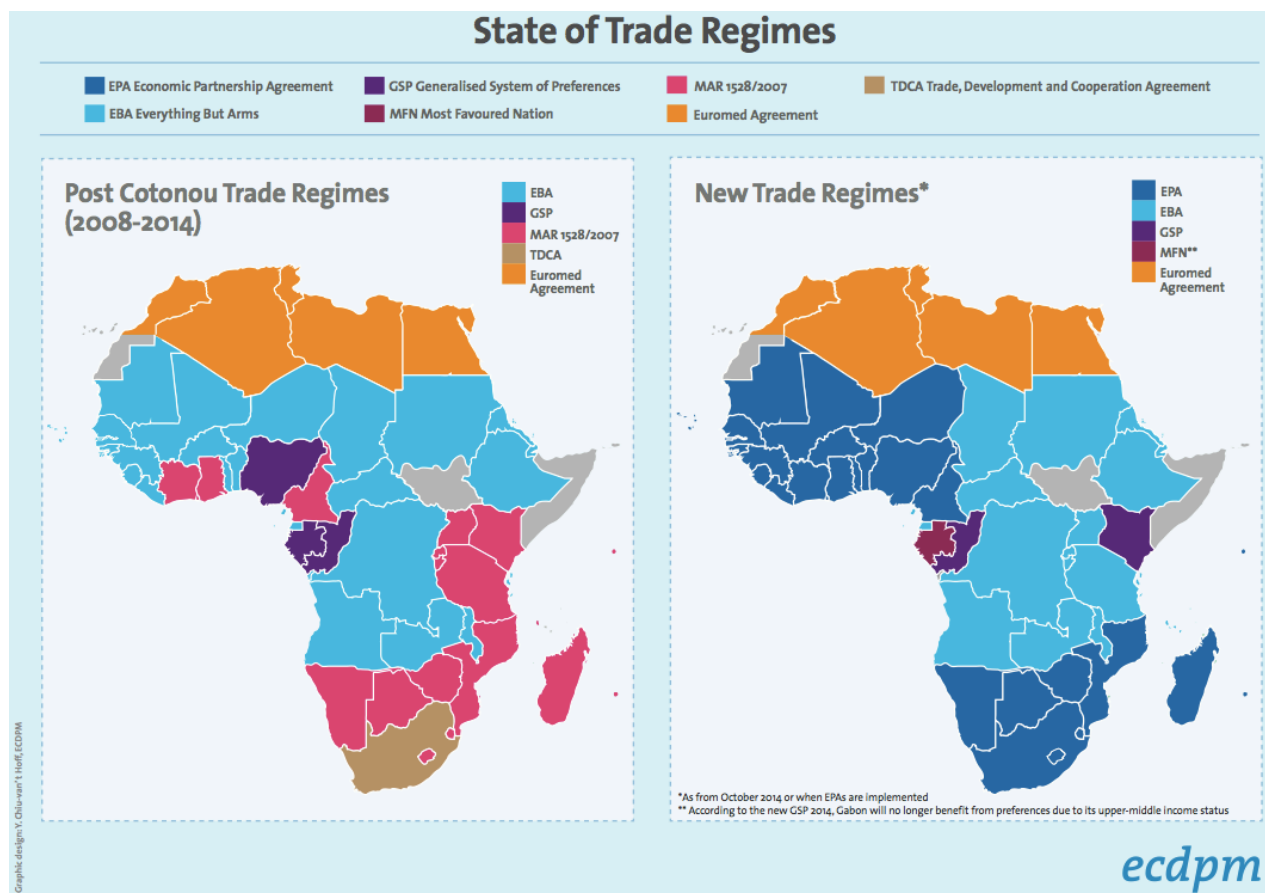 State of Trade Regimes
EPA Economic Partnership Agreement
GSP Generalised System of Preferences
MAR 1528/2007
TDCA Trade, Development and Cooperation Agreement
EBA Everything But Arms
MFN Most Favoured Nation
Euromed Agreement
Post Cotonou Trade Regimes
(2008-2014)
EBA
GSP
MAR 1528/2007
TDCA
Euromed
Agreement
New Trade Regimes*
EPA
EBA
GSP
MFN**
Euromed
Agreement
*As from October 2014 or when EPAs are implemented
** According to the new GSP 2014, Gabon will no longer benefit from preferences due to its upper-middle income status
Graphic design: Y. Chiu-van't Hoff, ECDPM
ecdpm